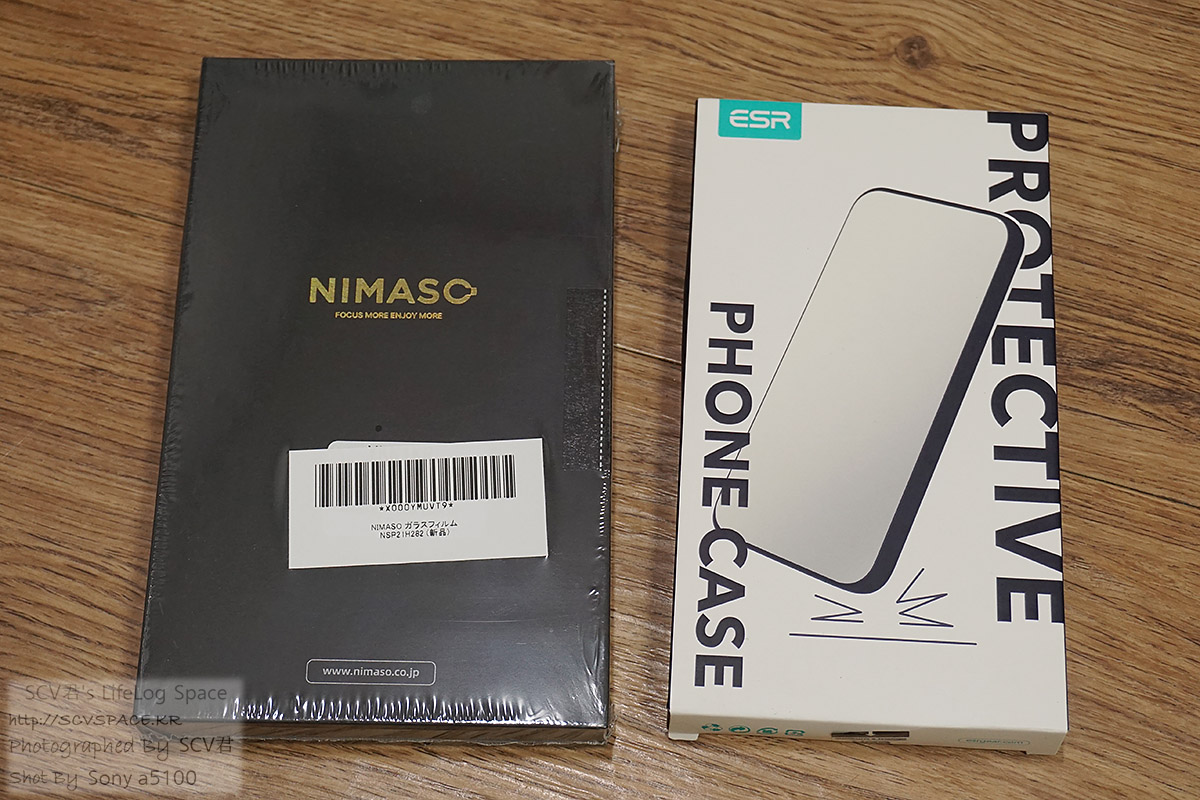 NIMASO
FOCUS MORE ENJOY MORE
*X000YMUVT9*
NIMASO ガラスフィルム
NSP21H282(新品)
www.nimaso.co.jp
ESR
PROTECTIVE
PHONE CASE
SCV君's LifeLog Space
http://SCVSPACE.KR
Photographed By SCV君
Shot By Sony a5100